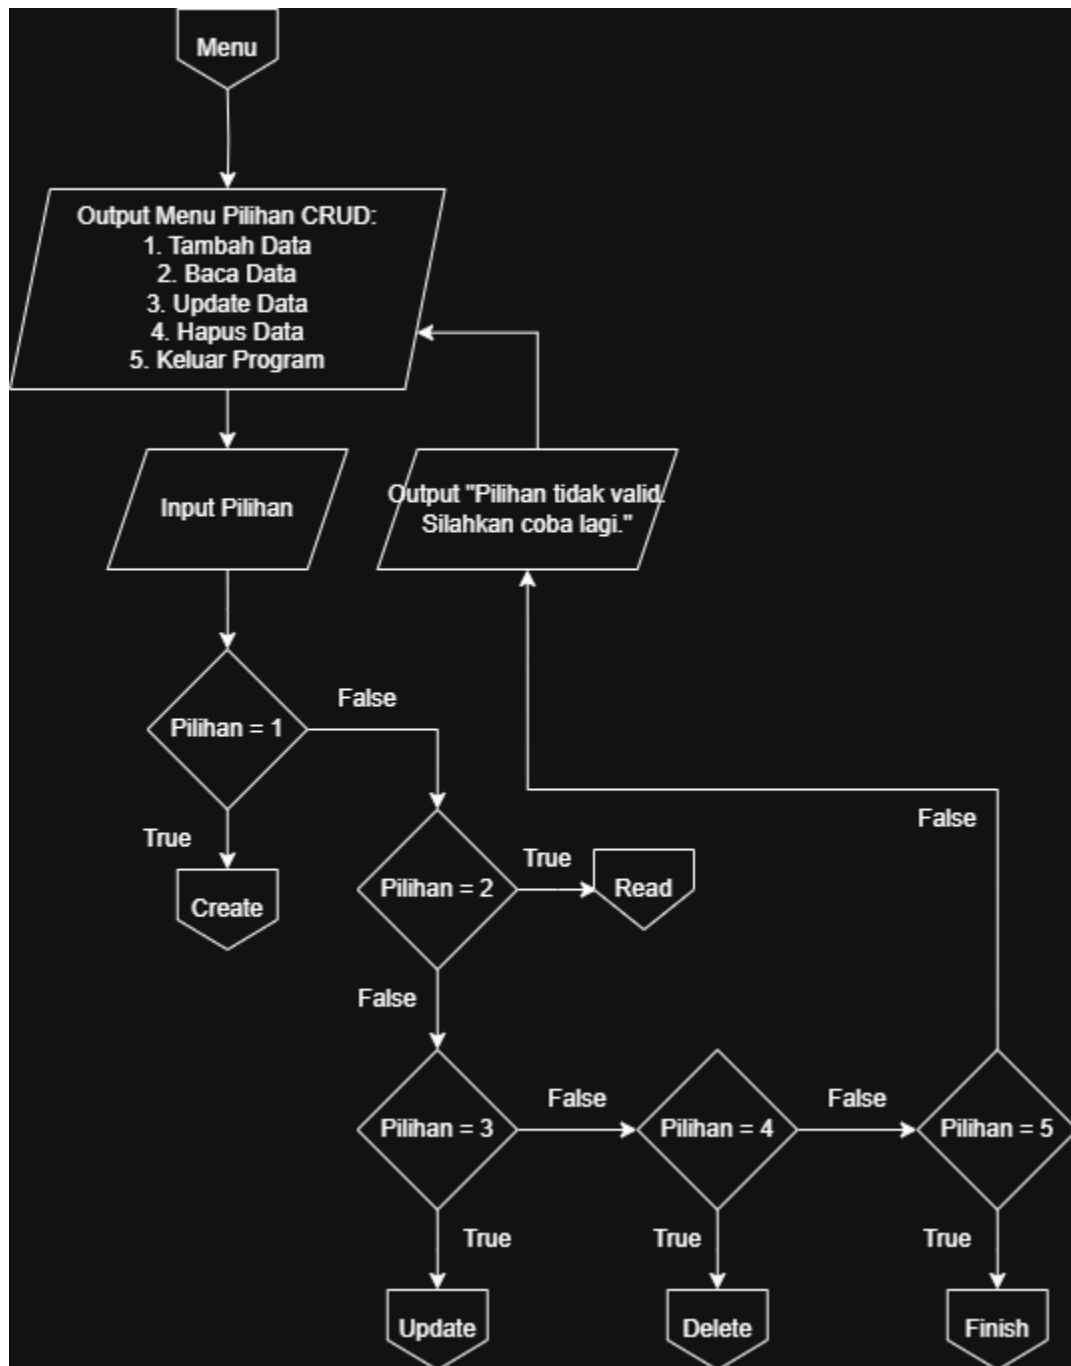 Menu
Output Menu Pilihan CRUD:
1. Tambah Data
2. Baca Data
3. Update Data
4. Hapus Data
5. Keluar Program
Input Pilihan
Output "Pilihan tidak valid.
Silahkan coba lagi."
Pilihan = 1
False
True
Create
Pilihan = 2
True
Read
False
Pilihan = 3
False
Pilihan = 4
False
Pilihan = 5
False
True
Update
True
Delete
True
Finish